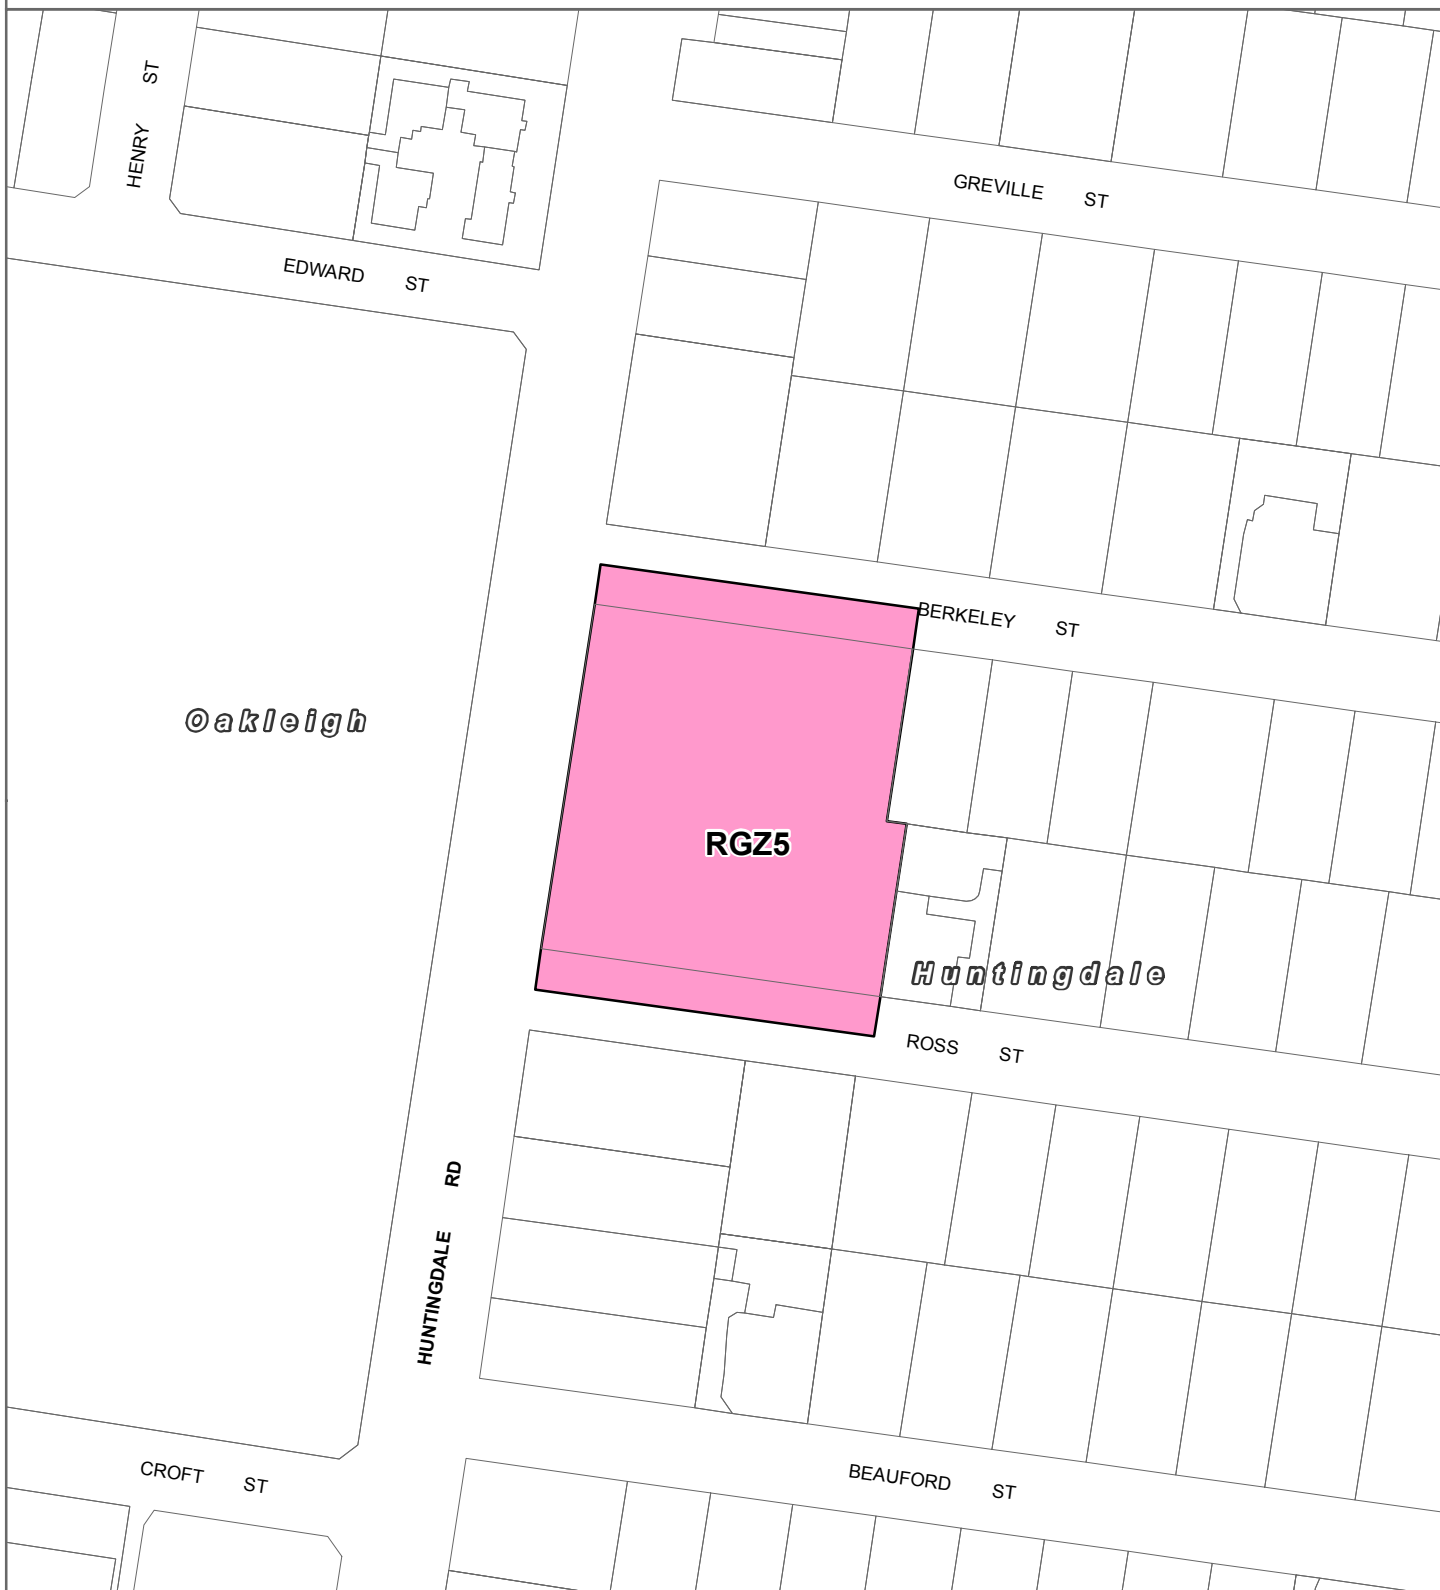 HENRY ST
GREVILLE ST
EDWARD ST
BERKELEY ST
Oakleigh
RGZ5
Huntingdale
ROSS ST
HUNTINGDALE RD
CROFT ST
BEAUFORD ST